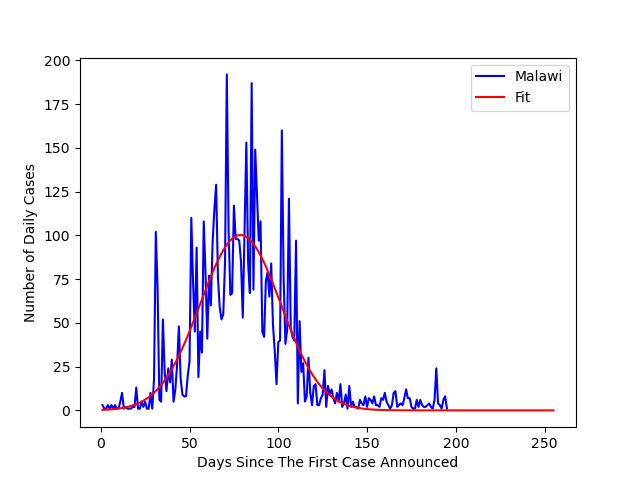 200
175
150
125
100
75
50
25
0
Number of Daily Cases
Malawi
Fit
0 50 100 150 200 250
Days Since The First Case Announced